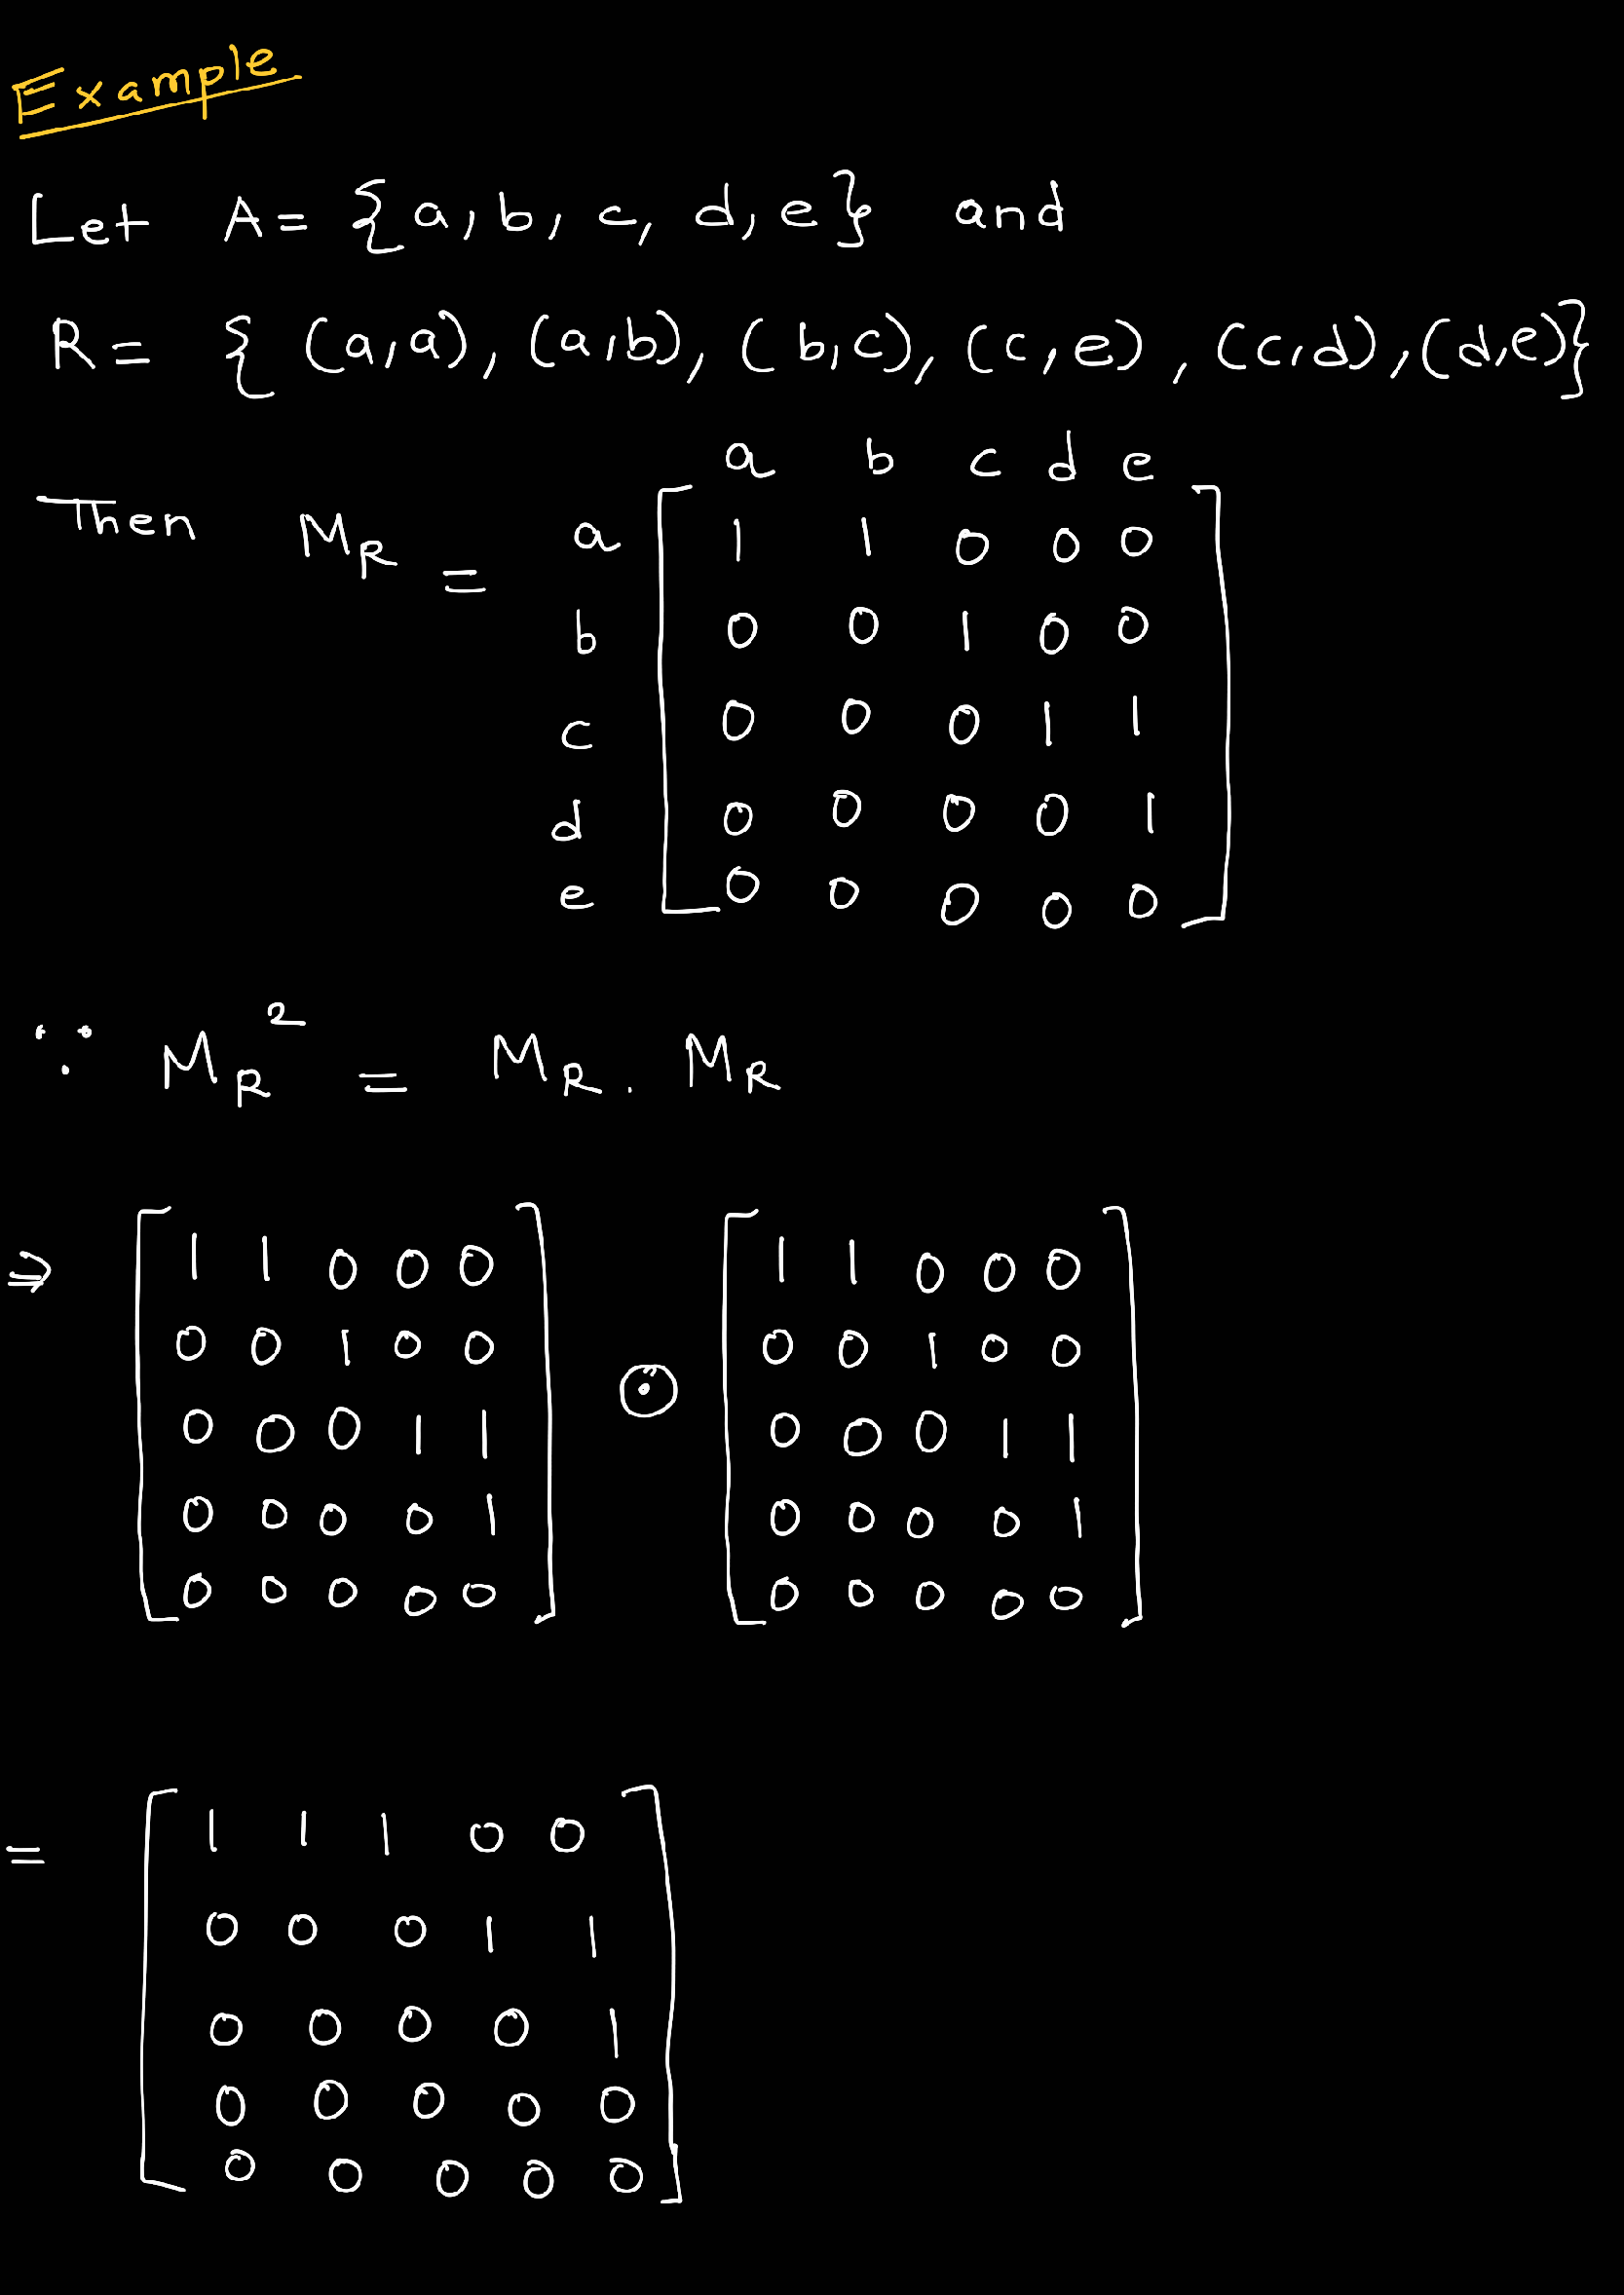 Example
Let A = {a, b, c, d, e} and
R = { (a,a), (a,b), (b,c), (c,e), (c,d), (d,e)}
a b c d e
Then M_R = a [ 1 1 0 0 0 ]
b 0 0 1 0 0
c 0 0 0 1 1
d 0 0 0 0 1
e 0 0 0 0 0
∵ M_R² = M_R . M_R
⇒ [ 1 1 0 0 0 ] ⊙ [ 1 1 0 0 0 ]
0 0 1 0 0 0 0 1 0 0
0 0 0 1 1 0 0 0 1 1
0 0 0 0 1 0 0 0 0 1
0 0 0 0 0 0 0 0 0 0
= [ 1 1 1 0 0 ]
0 0 0 1 1
0 0 0 0 1
0 0 0 0 0
0 0 0 0 0